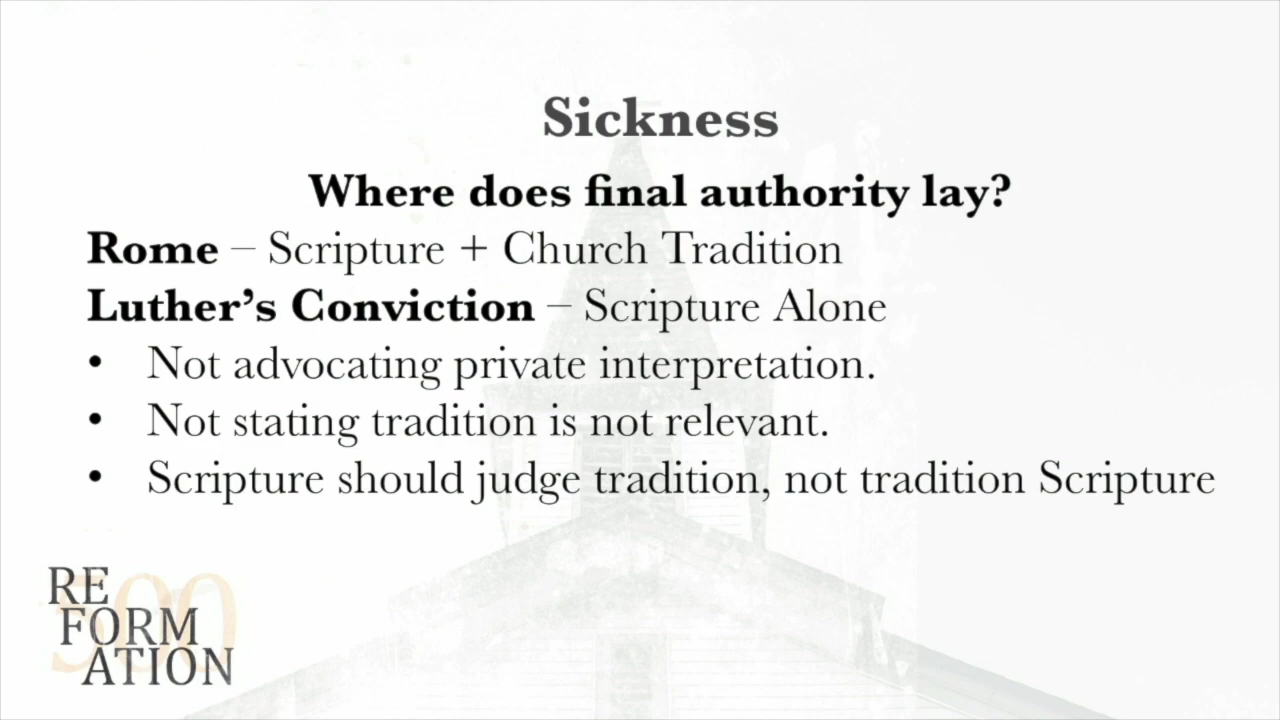 Sickness
Where does final authority lay?
Rome – Scripture + Church Tradition
Luther’s Conviction – Scripture Alone
• Not advocating private interpretation.
• Not stating tradition is not relevant.
• Scripture should judge tradition, not tradition Scripture
500
RE
FORM
ATION